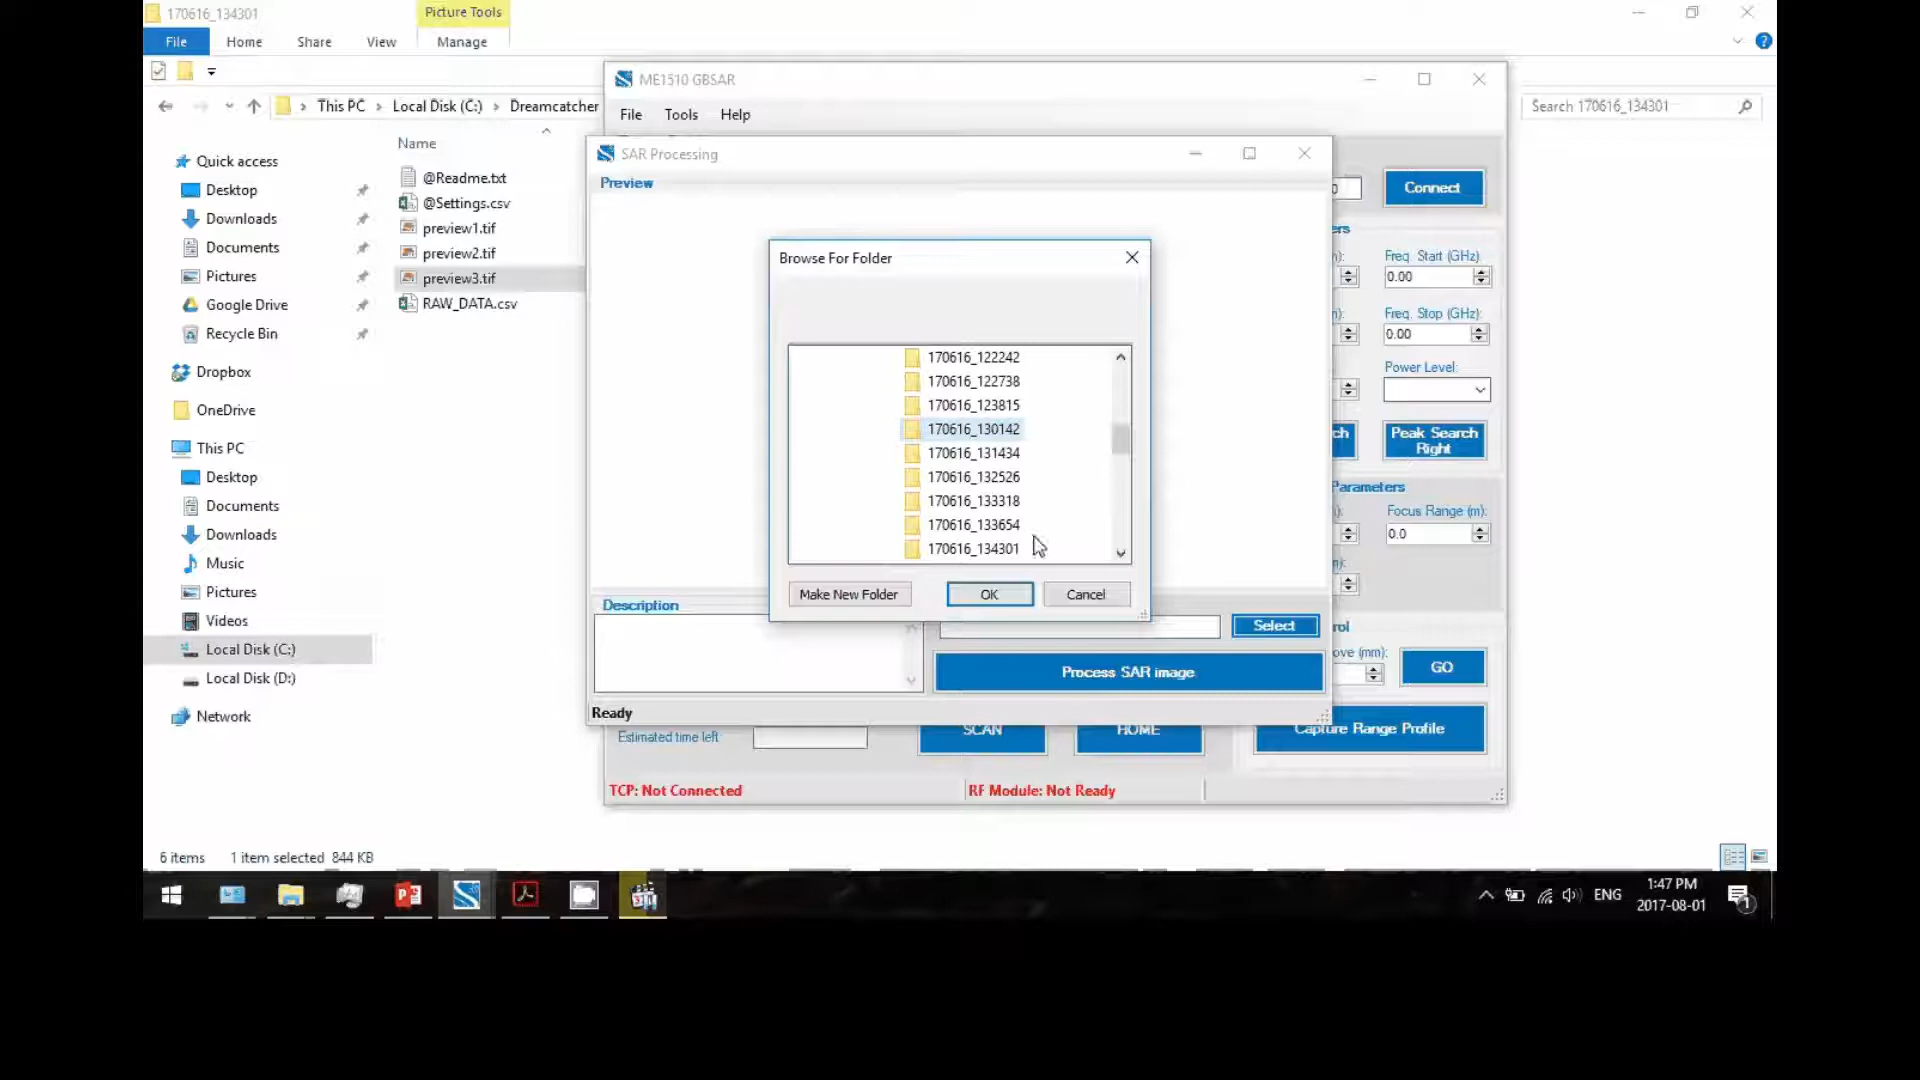 170616_134301
Picture Tools
File
Home
Share
View
Manage
This PC
Local Disk (C:)
Dreamcatcher
Search 170616_134301
Name
Quick access
Desktop
Downloads
Documents
Pictures
Google Drive
Recycle Bin
Dropbox
OneDrive
This PC
Desktop
Documents
Downloads
Music
Pictures
Videos
Local Disk (C:)
Local Disk (D:)
Network
@Readme.txt
@Settings.csv
preview1.tif
preview2.tif
preview3.tif
RAW_DATA.csv
ME1510 GBSAR
File
Tools
Help
SAR Processing
Preview
Browse For Folder
170616_122242
170616_122738
170616_123815
170616_130142
170616_131434
170616_132526
170616_133318
170616_133654
170616_134301
Make New Folder
OK
Cancel
Description
Select
Process SAR image
Ready
Connect
Freq. Start (GHz)
0.00
Freq. Stop (GHz):
0.00
Power Level:
Peak Search Right
Parameters
Focus Range (m):
0.0
GO
Capture Range Profile
Estimated time left
SCAN
HOME
TCP: Not Connected
RF Module: Not Ready
6 items
1 item selected 844 KB
ENG
1:47 PM
2017-08-01
1